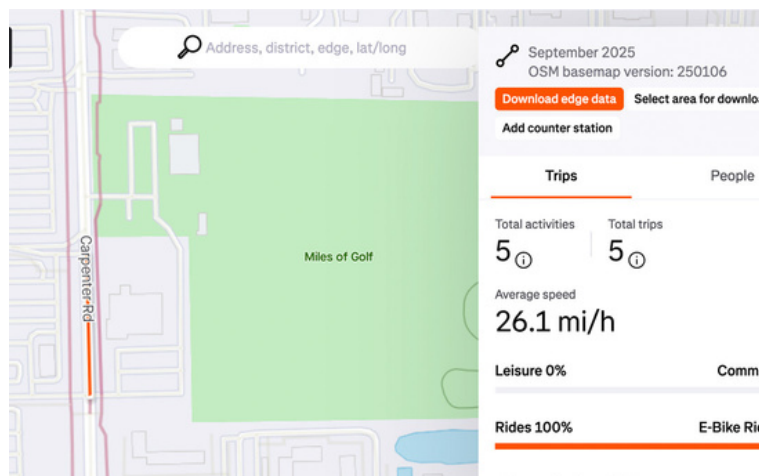 Address, district, edge, lat/long
September 2025
OSM basemap version: 250106
Download edge data
Select area for downloa
Add counter station
Trips
People
Total activities
Total trips
5
5
Average speed
26.1 mi/h
Leisure 0%
Comm
Rides 100%
E-Bike Rid
Carpenter Rd
Miles of Golf